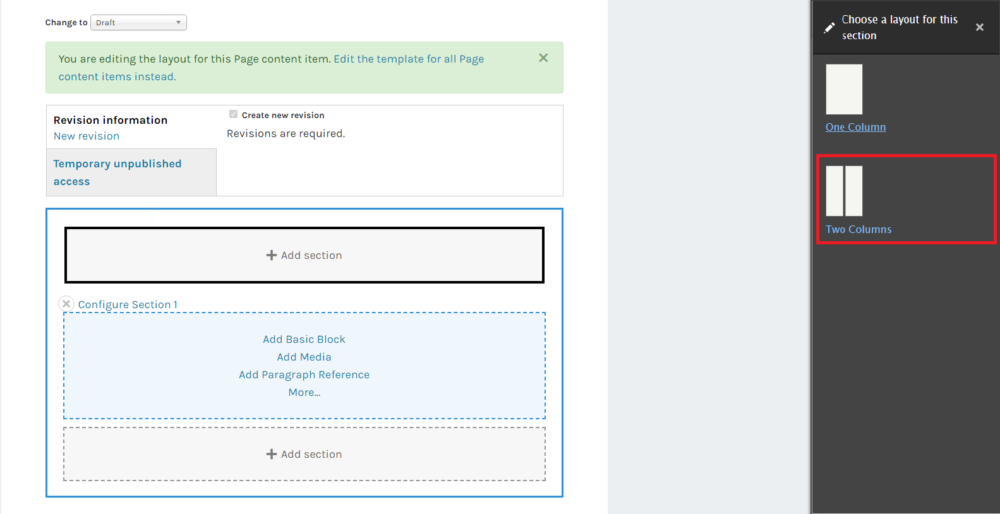 Change to Draft
You are editing the layout for this Page content item. Edit the template for all Page
content items instead.
Revision information
New revision
Temporary unpublished
access
Create new revision
Revisions are required.
Add section
Configure Section 1
Add Basic Block
Add Media
Add Paragraph Reference
More...
Add section
Choose a layout for this
section
One Column
Two Columns